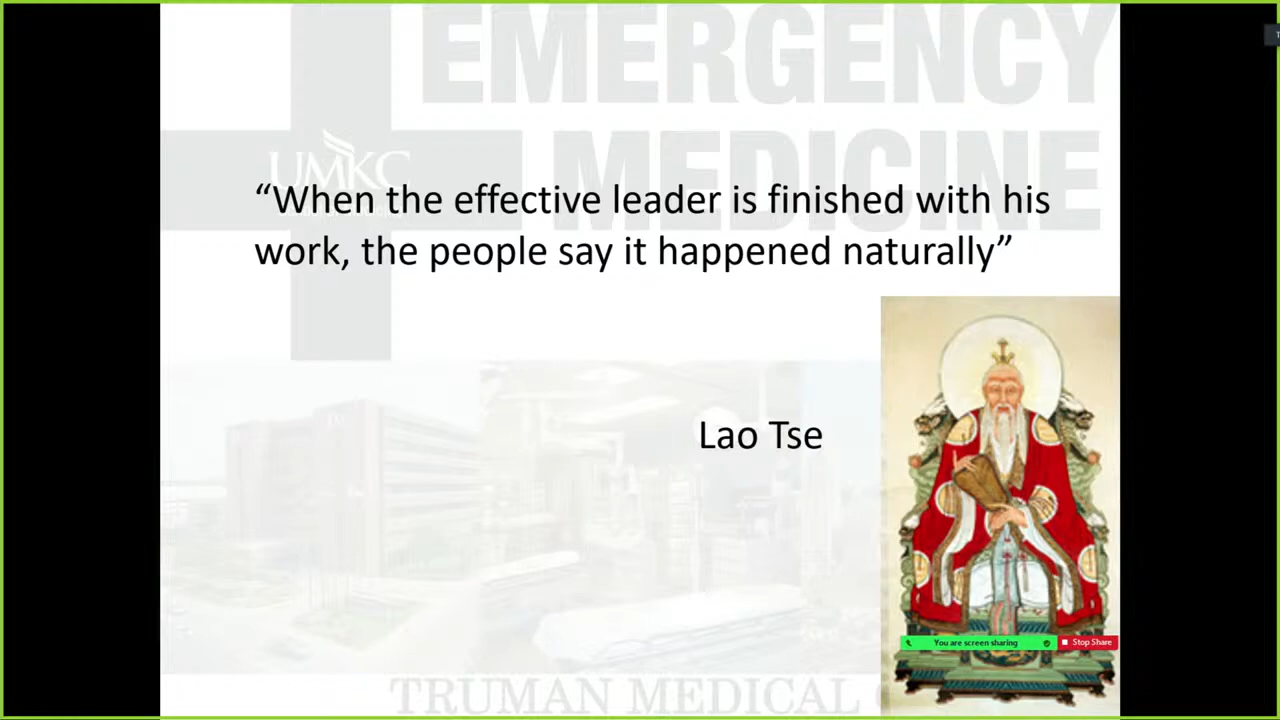 EMERGENCY
MEDICINE
UMKC
“When the effective leader is finished with his
work, the people say it happened naturally”
Lao Tse
You are screen sharing
Stop Share
TRUMAN MEDICAL